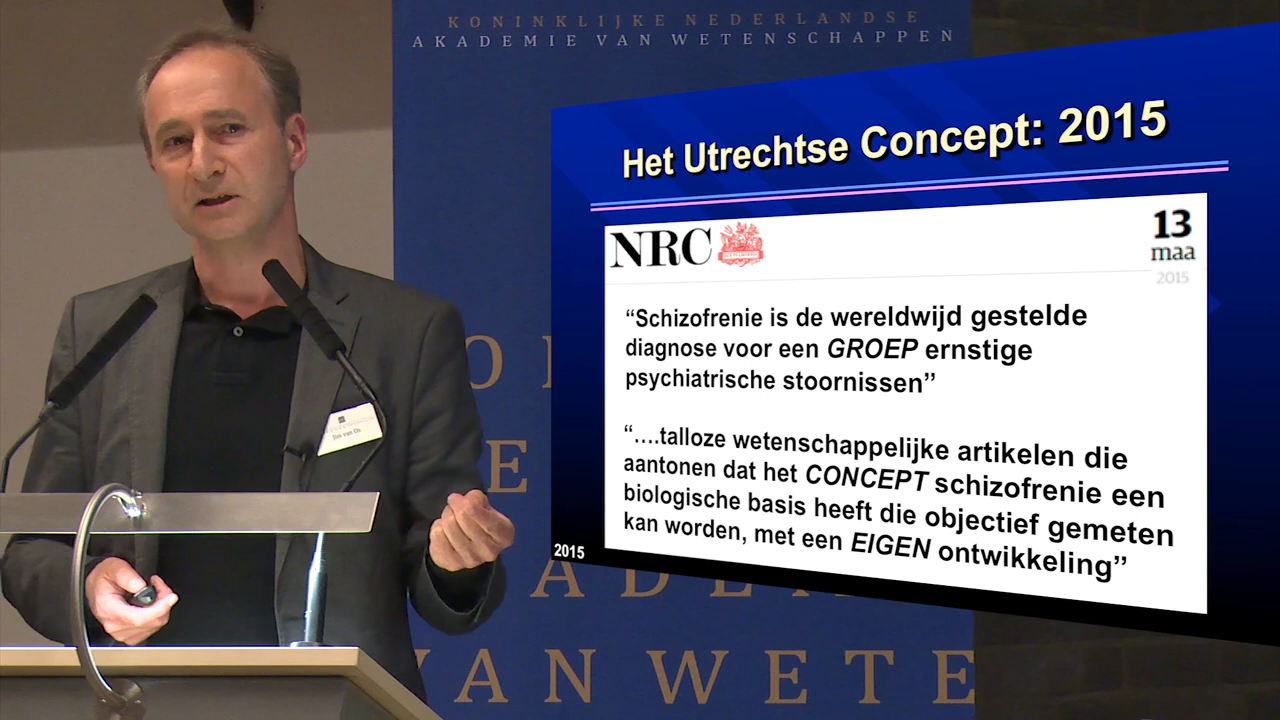 KONINKLIJKE NEDERLANDSE
AKADEMIE VAN WETENSCHAPPEN
Het Utrechtse Concept: 2015
NRC
13
maa
2015
“Schizofrenie is de wereldwijd gestelde
diagnose voor een GROEP ernstige
psychiatrische stoornissen”
“....talloze wetenschappelijke artikelen die
aantonen dat het CONCEPT schizofrenie een
biologische basis heeft die objectief gemeten
kan worden, met een EIGEN ontwikkeling”
2015
Jim van Os
O
E
ADE
VAN WETE